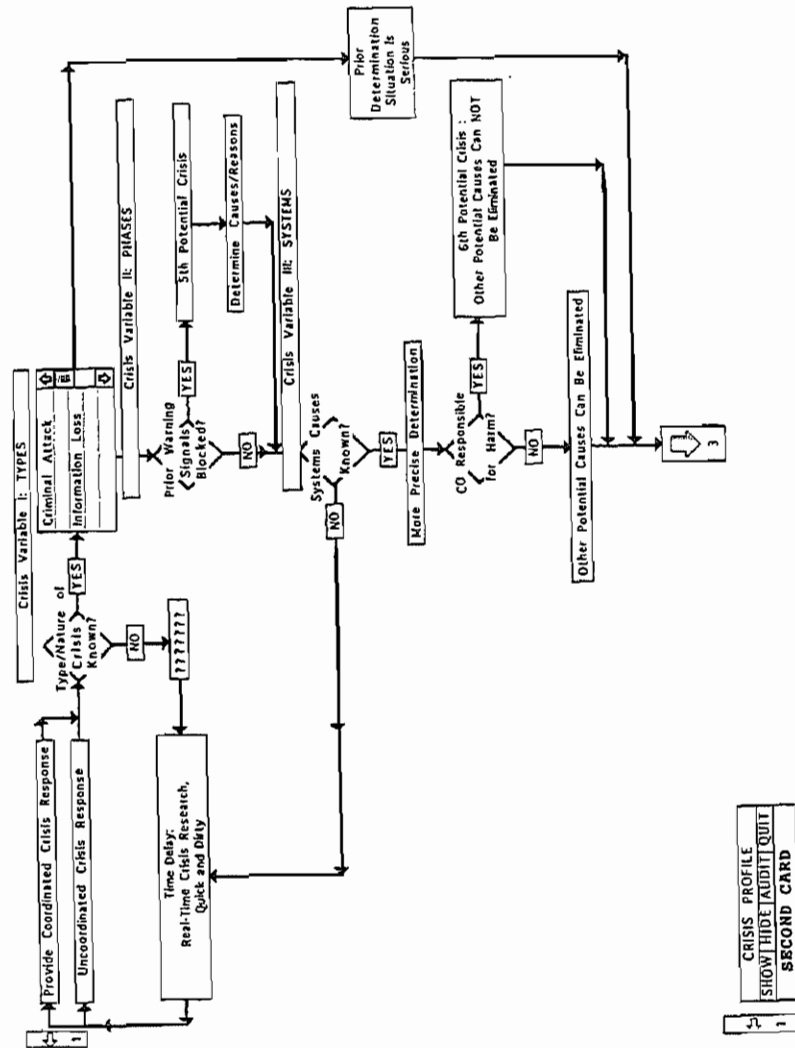 1
Provide Coordinated Crisis Response
Uncoordinated Crisis Response
Time Delay:
Real-Time Crisis Research,
Quick and Dirty
Crisis Variable I: TYPES
Type/Nature of
Crisis
Known?
YES
NO
???????
Criminal Attack
Information Loss
Crisis Variable II: PHASES
Prior Warning
Signals
Blocked?
YES
NO
5th Potential Crisis
Determine Causes/Reasons
Crisis Variable III: SYSTEMS
Systems Causes
Known?
NO
YES
More Precise Determination
CO Responsible
for Harm?
YES
NO
6th Potential Crisis :
Other Potential Causes Can NOT
Be Eliminated
Other Potential Causes Can Be Eliminated
Prior
Determination
Situation Is
Serious
3
1
CRISIS PROFILE
SHOW HIDE AUDIT QUIT
SECOND CARD